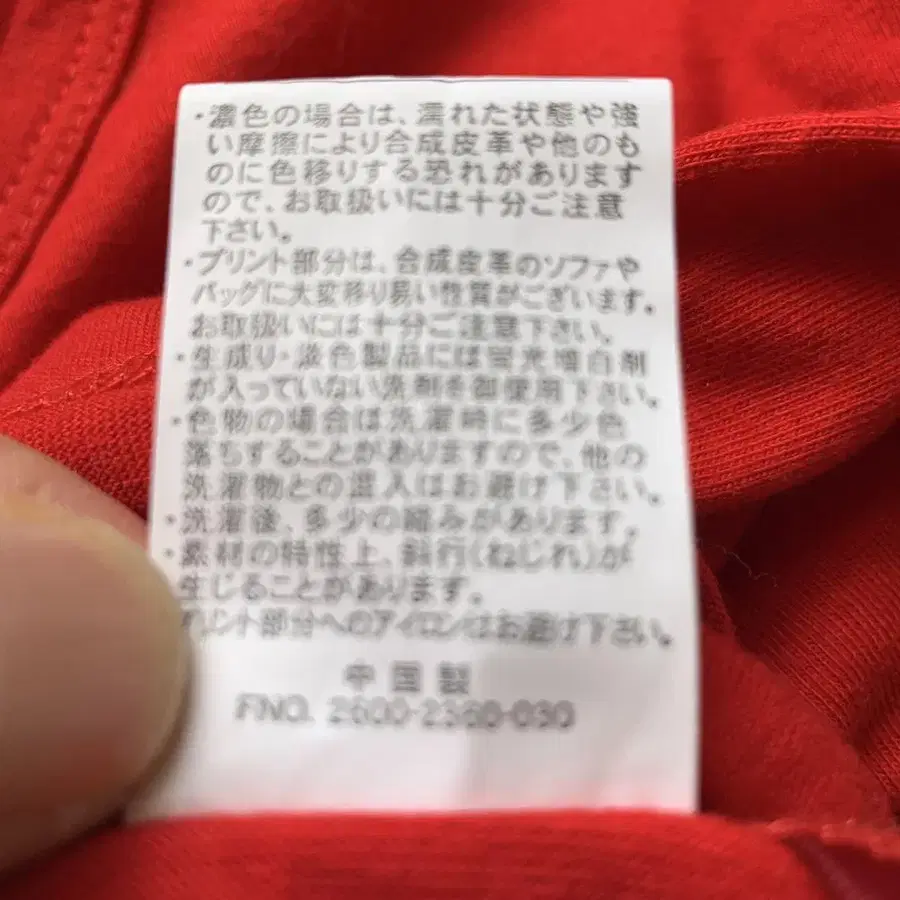 ・濃色の場合は、濡れた状態や強
い摩擦により合成皮革や他のも
のに色移りする恐れがあります
ので、お取扱いには十分ご注意
下さい。
・プリント部分は、合成皮革のソファや
バッグに大変移り易い性質がございます。
お取扱いには十分ご注意下さい。
・生成り・淡色製品には蛍光増白剤
が入っていない洗剤を御使用下さい。
・色物の場合は洗濯時に多少色
落ちすることがありますので、他の
洗濯物との混入はお避け下さい。
・洗濯後、多少の縮みがあります。
・素材の特性上、斜行(ねじれ)が
生じることがあります。
プリント部分へのアイロンはお避け下さい。
中国製
FNO. 2600-2360-030